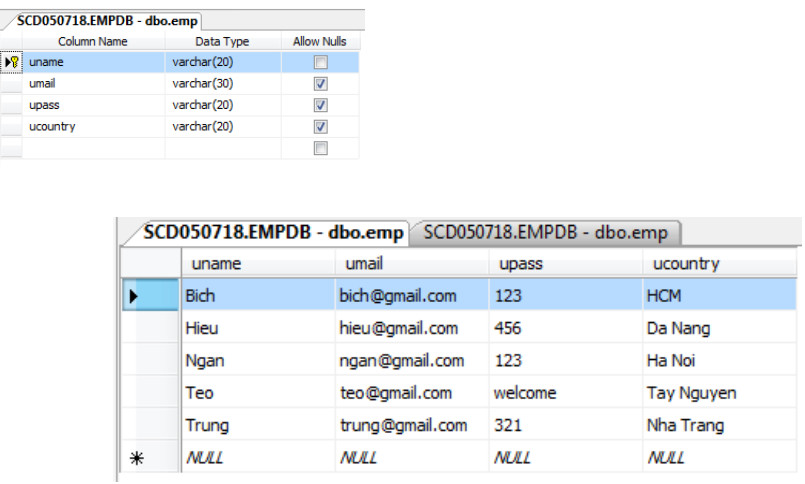 SCD050718.EMPDB - dbo.emp
Column Name Data Type Allow Nulls
uname varchar(20)
umail varchar(30)
upass varchar(20)
ucountry varchar(20)
SCD050718.EMPDB - dbo.emp SCD050718.EMPDB - dbo.emp
uname umail upass ucountry
Bich bich@gmail.com 123 HCM
Hieu hieu@gmail.com 456 Da Nang
Ngan ngan@gmail.com 123 Ha Noi
Teo teo@gmail.com welcome Tay Nguyen
Trung trung@gmail.com 321 Nha Trang
NULL NULL NULL NULL